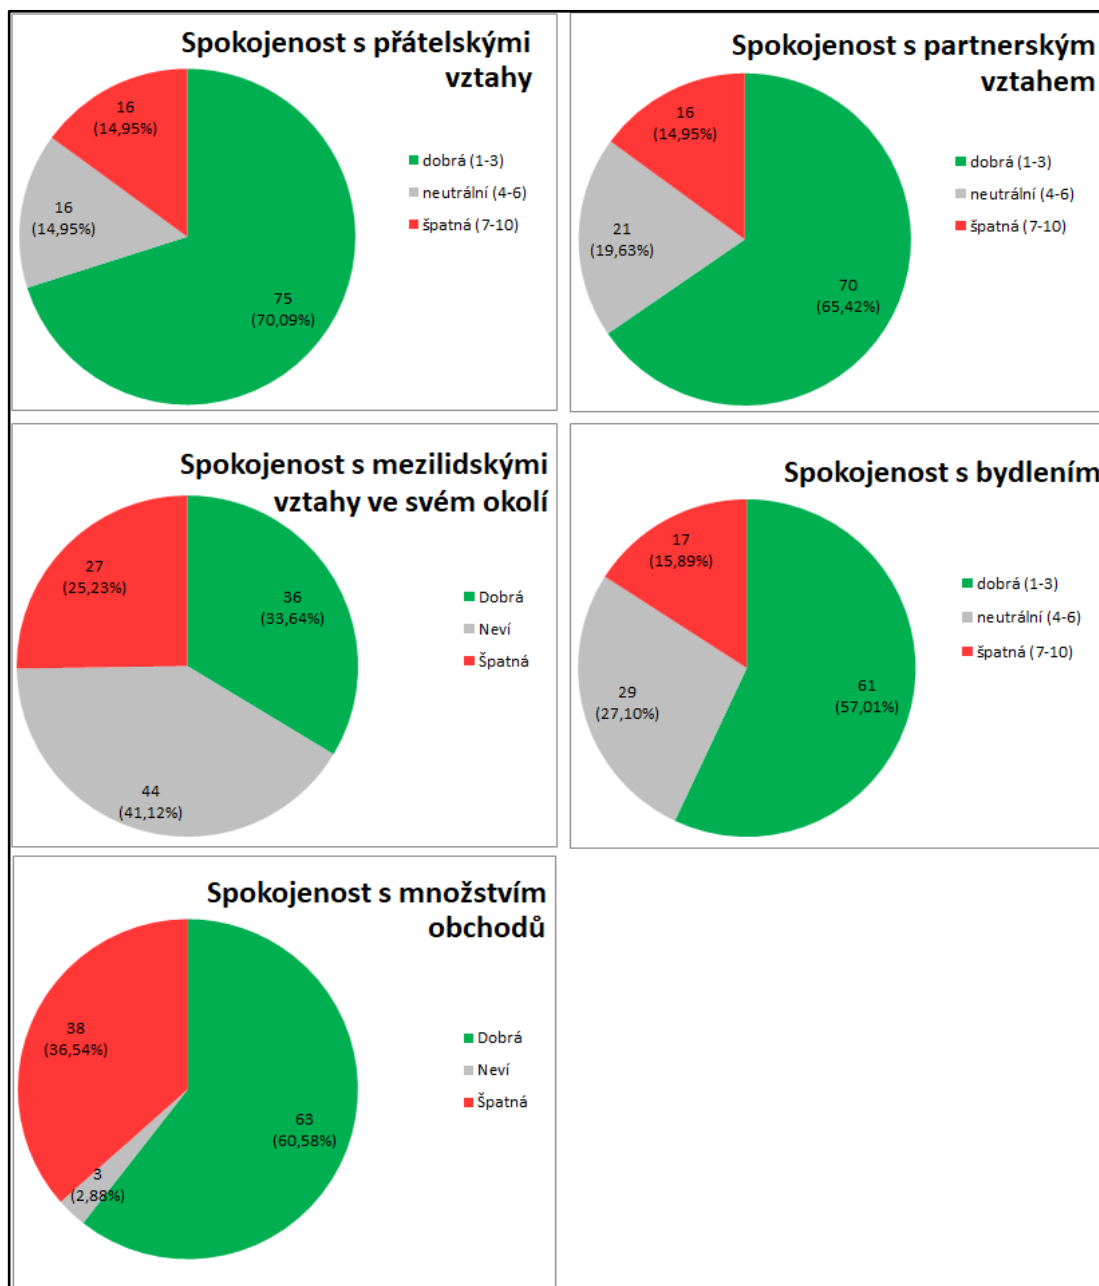 Spokojenost s přátelskými
vztahy
16
(14,95%)
16
(14,95%)
75
(70,09%)
dobrá (1-3)
neutrální (4-6)
špatná (7-10)
Spokojenost s partnerským
vztahem
16
(14,95%)
21
(19,63%)
70
(65,42%)
dobrá (1-3)
neutrální (4-6)
špatná (7-10)
Spokojenost s mezilidskými
vztahy ve svém okolí
27
(25,23%)
36
(33,64%)
44
(41,12%)
Dobrá
Neví
Špatná
Spokojenost s bydlením
17
(15,89%)
29
(27,10%)
61
(57,01%)
dobrá (1-3)
neutrální (4-6)
špatná (7-10)
Spokojenost s množstvím
obchodů
38
(36,54%)
3
(2,88%)
63
(60,58%)
Dobrá
Neví
Špatná